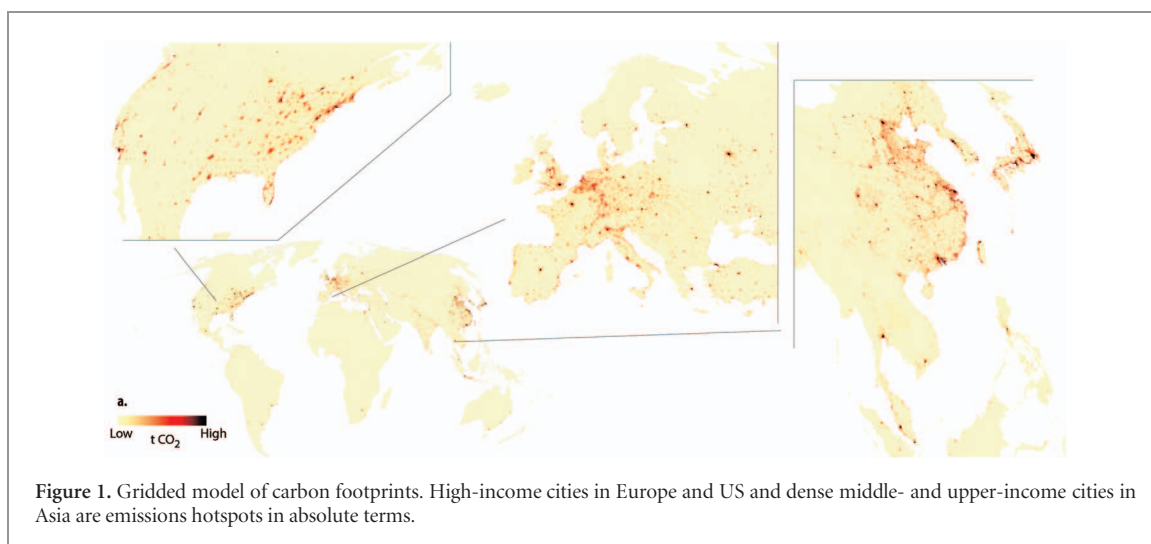 a.
Low t CO2 High
Figure 1. Gridded model of carbon footprints. High-income cities in Europe and US and dense middle- and upper-income cities in
Asia are emissions hotspots in absolute terms.